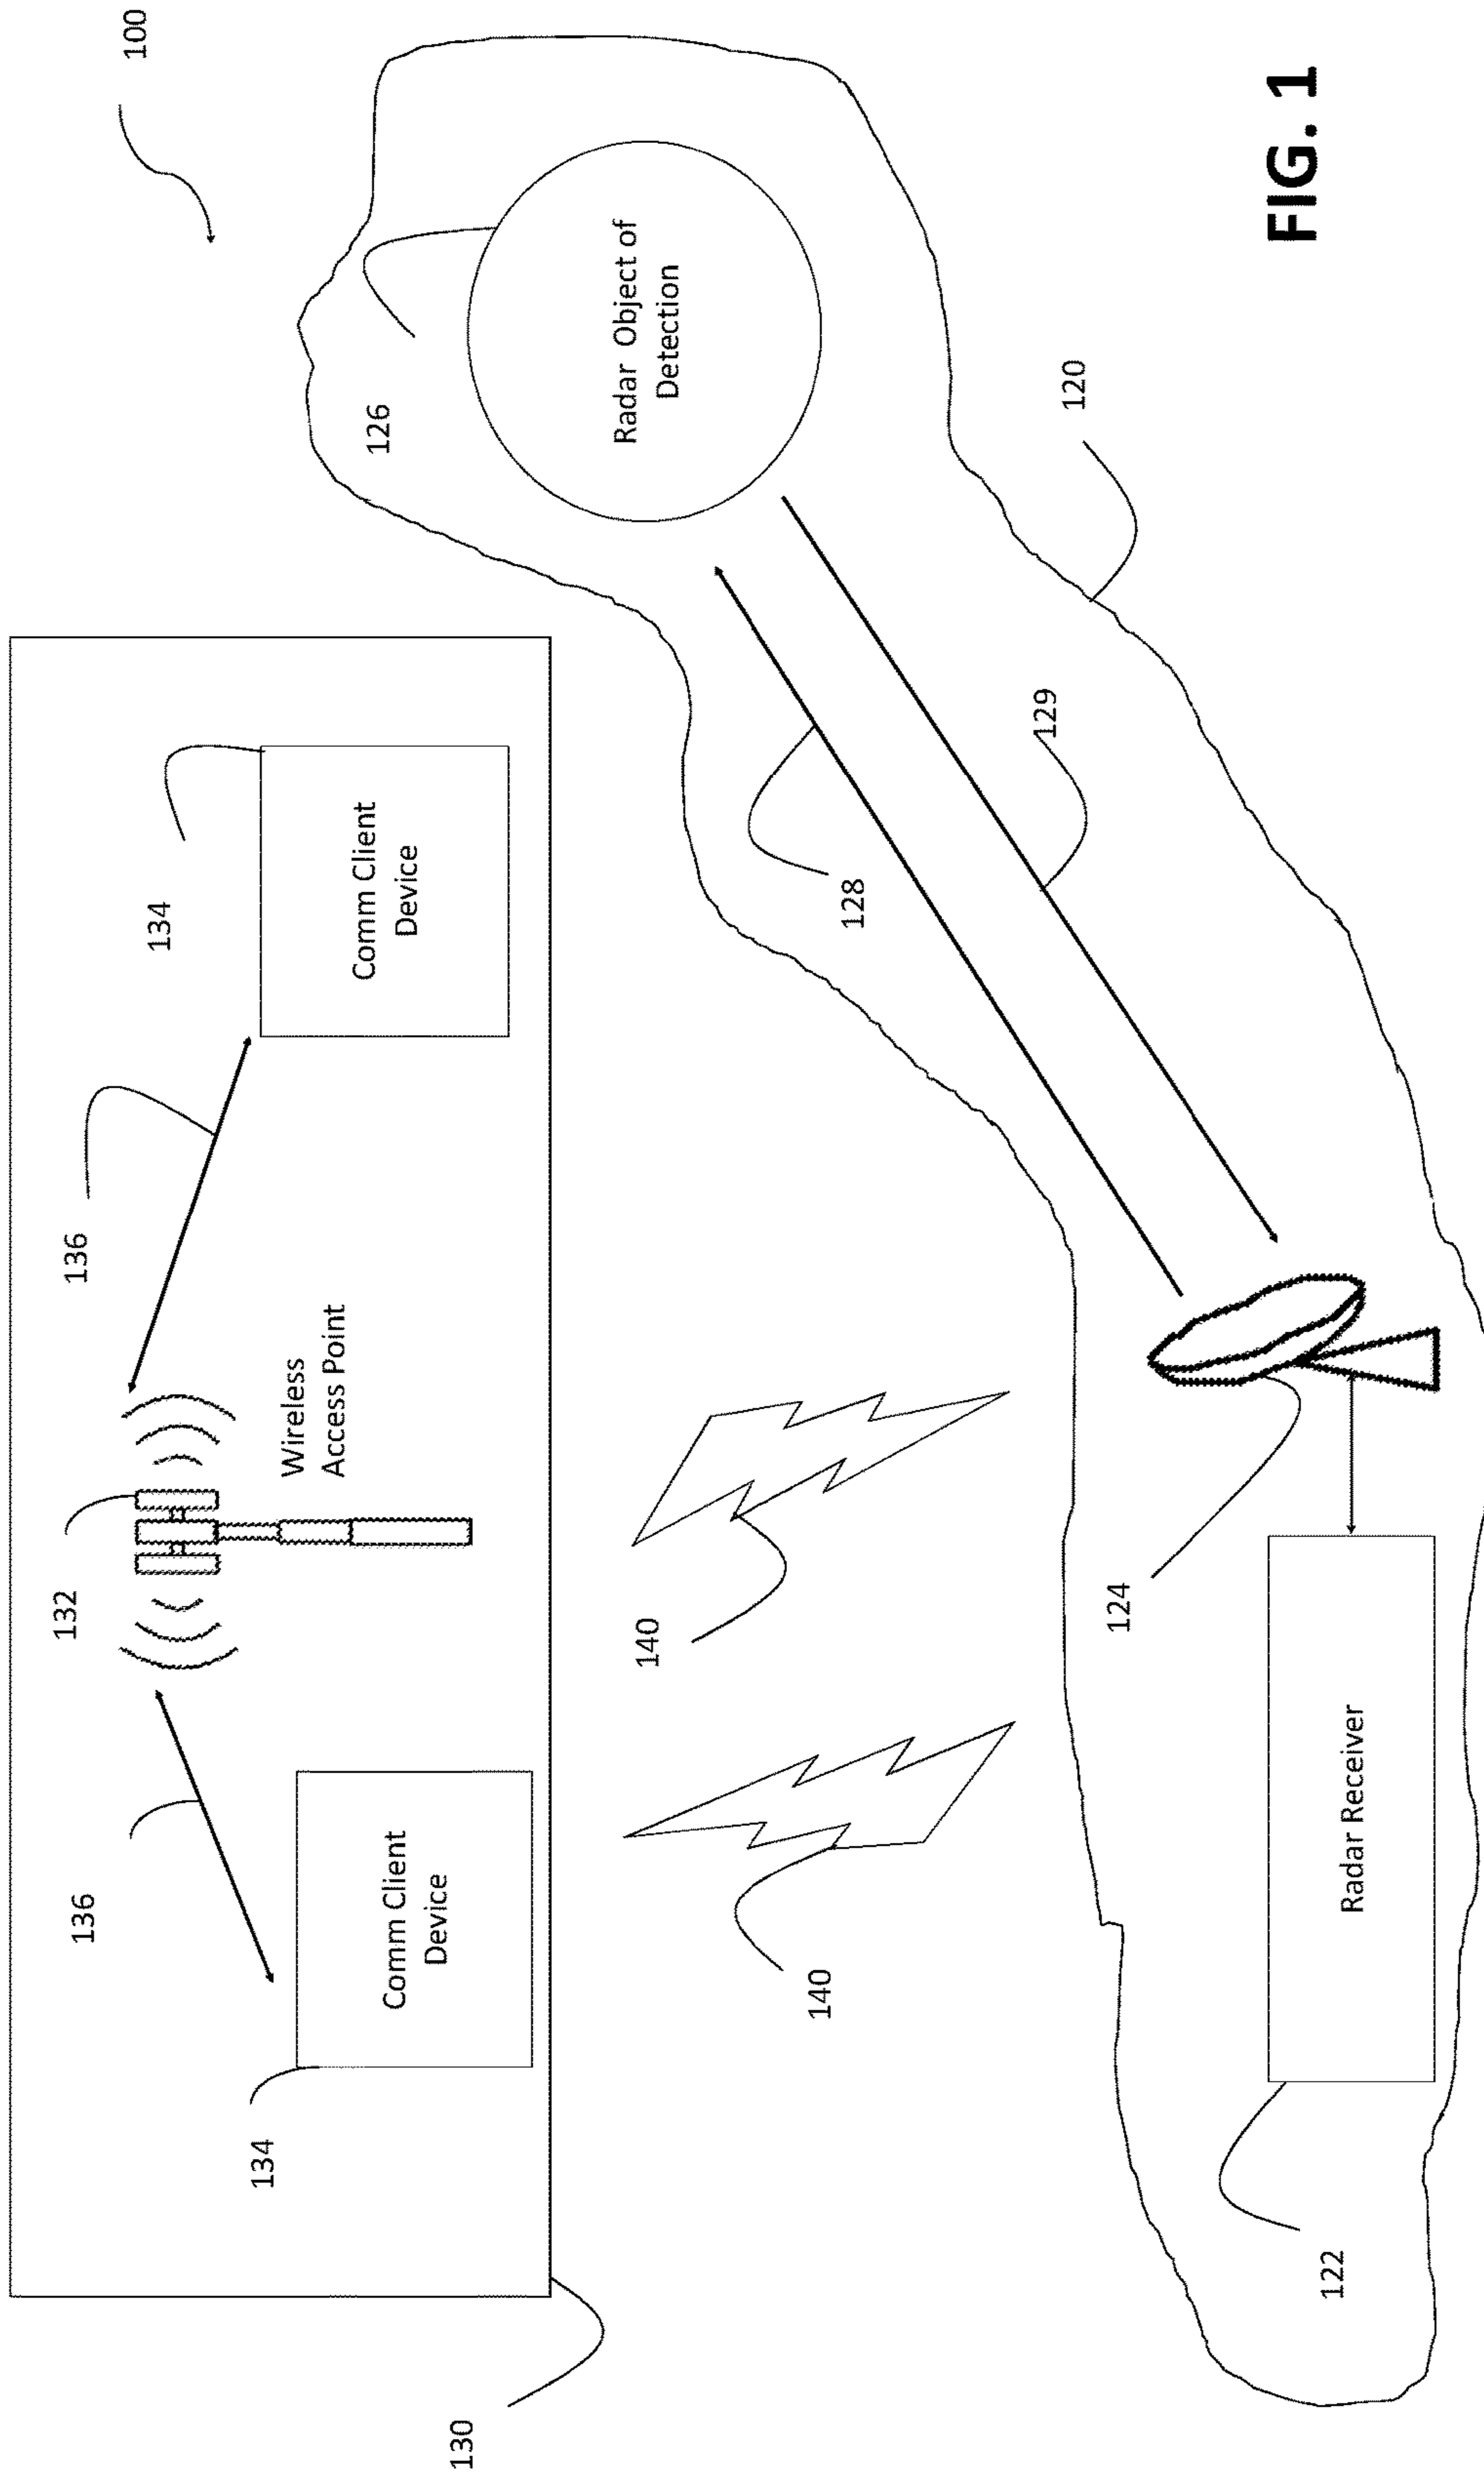 100
136
134
132
136
Wireless
Access Point
Comm Client
Device
134
Comm Client
Device
130
126
Radar Object of
Detection
140
140
128
129
120
124
Radar Receiver
122
FIG. 1